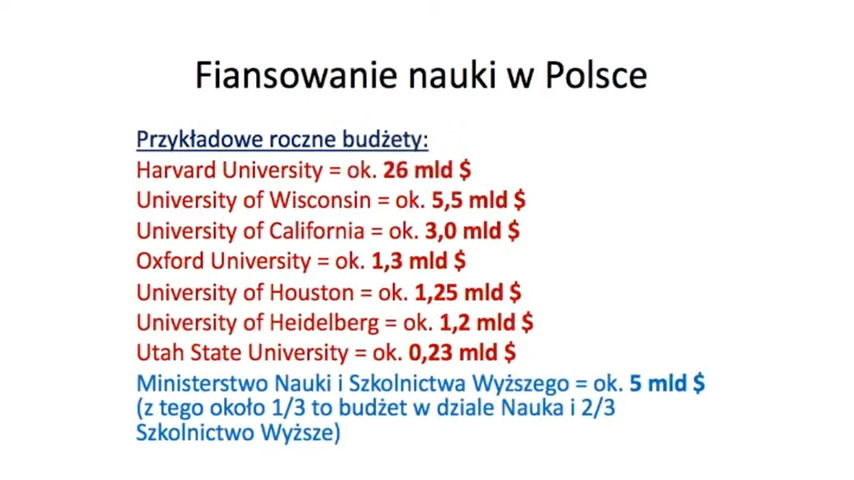 Fiansowanie nauki w Polsce
Przykładowe roczne budżety:
Harvard University = ok. 26 mld $
University of Wisconsin = ok. 5,5 mld $
University of California = ok. 3,0 mld $
Oxford University = ok. 1,3 mld $
University of Houston = ok. 1,25 mld $
University of Heidelberg = ok. 1,2 mld $
Utah State University = ok. 0,23 mld $
Ministerstwo Nauki i Szkolnictwa Wyższego = ok. 5 mld $
(z tego około 1/3 to budżet w dziale Nauka i 2/3
Szkolnictwo Wyższe)